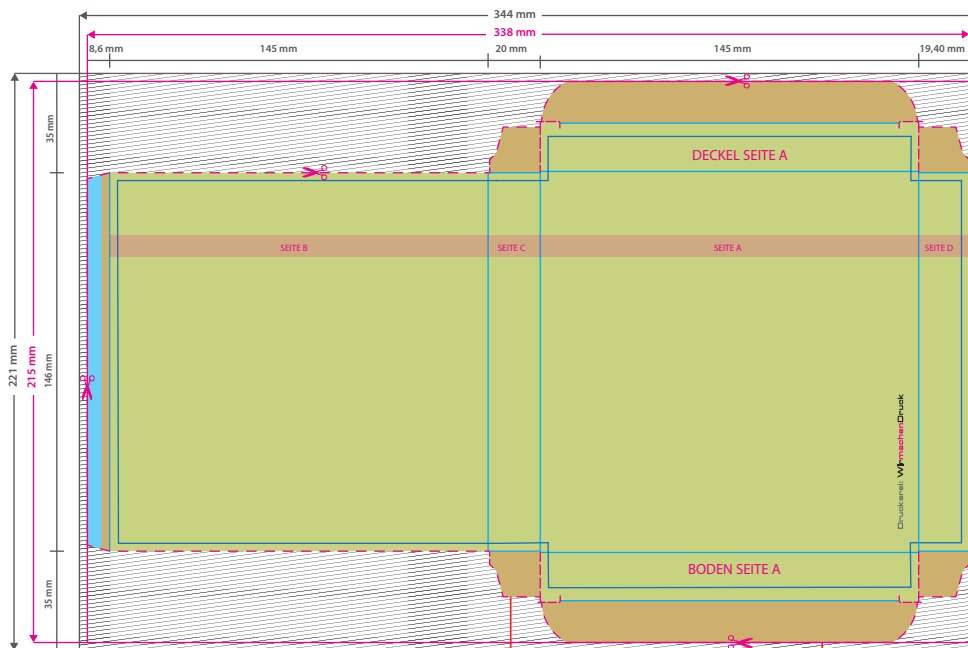 344 mm
338 mm
8,6 mm
145 mm
20 mm
145 mm
19,40 mm
35 mm
DECKEL SEITE A
SEITE B
SEITE C
SEITE A
SEITE D
221 mm
215 mm
146 mm
Druckerei: WIRmachenDruck
35 mm
BODEN SEITE A